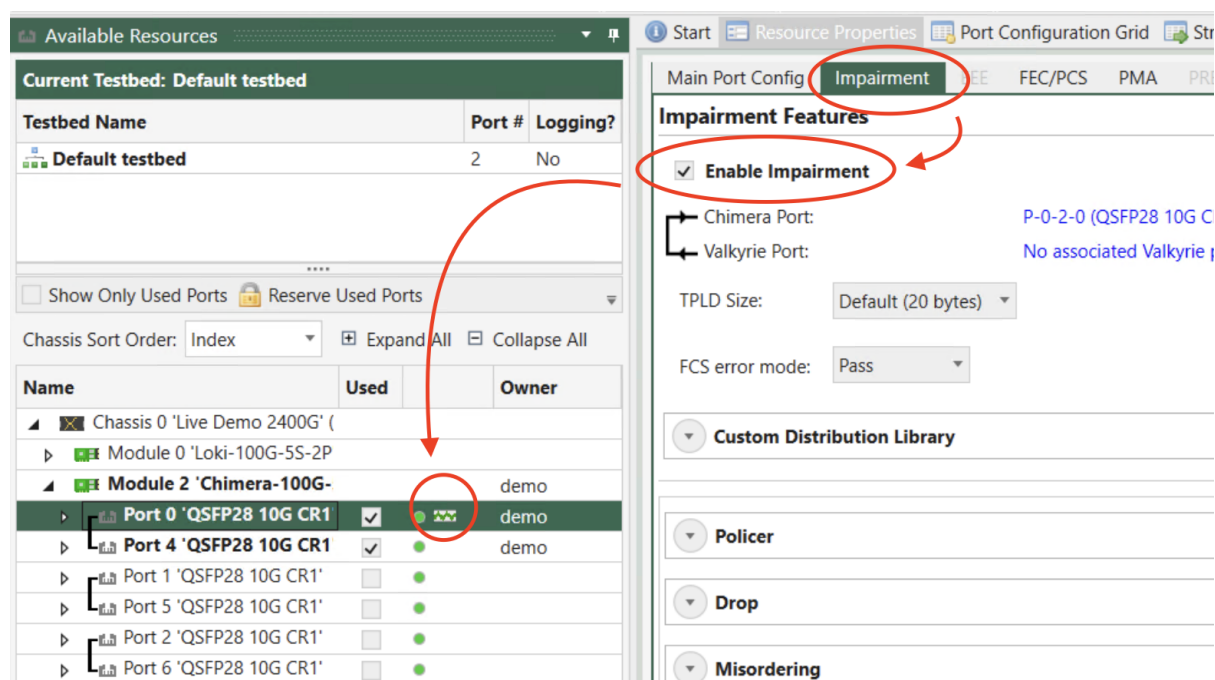 Available Resources
Current Testbed: Default testbed
Testbed Name Port # Logging?
Default testbed 2 No
Show Only Used Ports Reserve Used Ports
Chassis Sort Order: Index Expand All Collapse All
Name Used Owner
Chassis 0 'Live Demo 2400G' (
Module 0 'Loki-100G-5S-2P
Module 2 'Chimera-100G- demo
Port 0 'QSFP28 10G CR1' demo
Port 4 'QSFP28 10G CR1 demo
Port 1 'QSFP28 10G CR1'
Port 5 'QSFP28 10G CR1'
Port 2 'QSFP28 10G CR1'
Port 6 'QSFP28 10G CR1'
Start Resource Properties Port Configuration Grid Str
Main Port Config Impairment EEE FEC/PCS PMA PRE
Impairment Features
Enable Impairment
Chimera Port: P-0-2-0 (QSFP28 10G C
Valkyrie Port: No associated Valkyrie p
TPLD Size: Default (20 bytes)
FCS error mode: Pass
Custom Distribution Library
Policer
Drop
Misordering